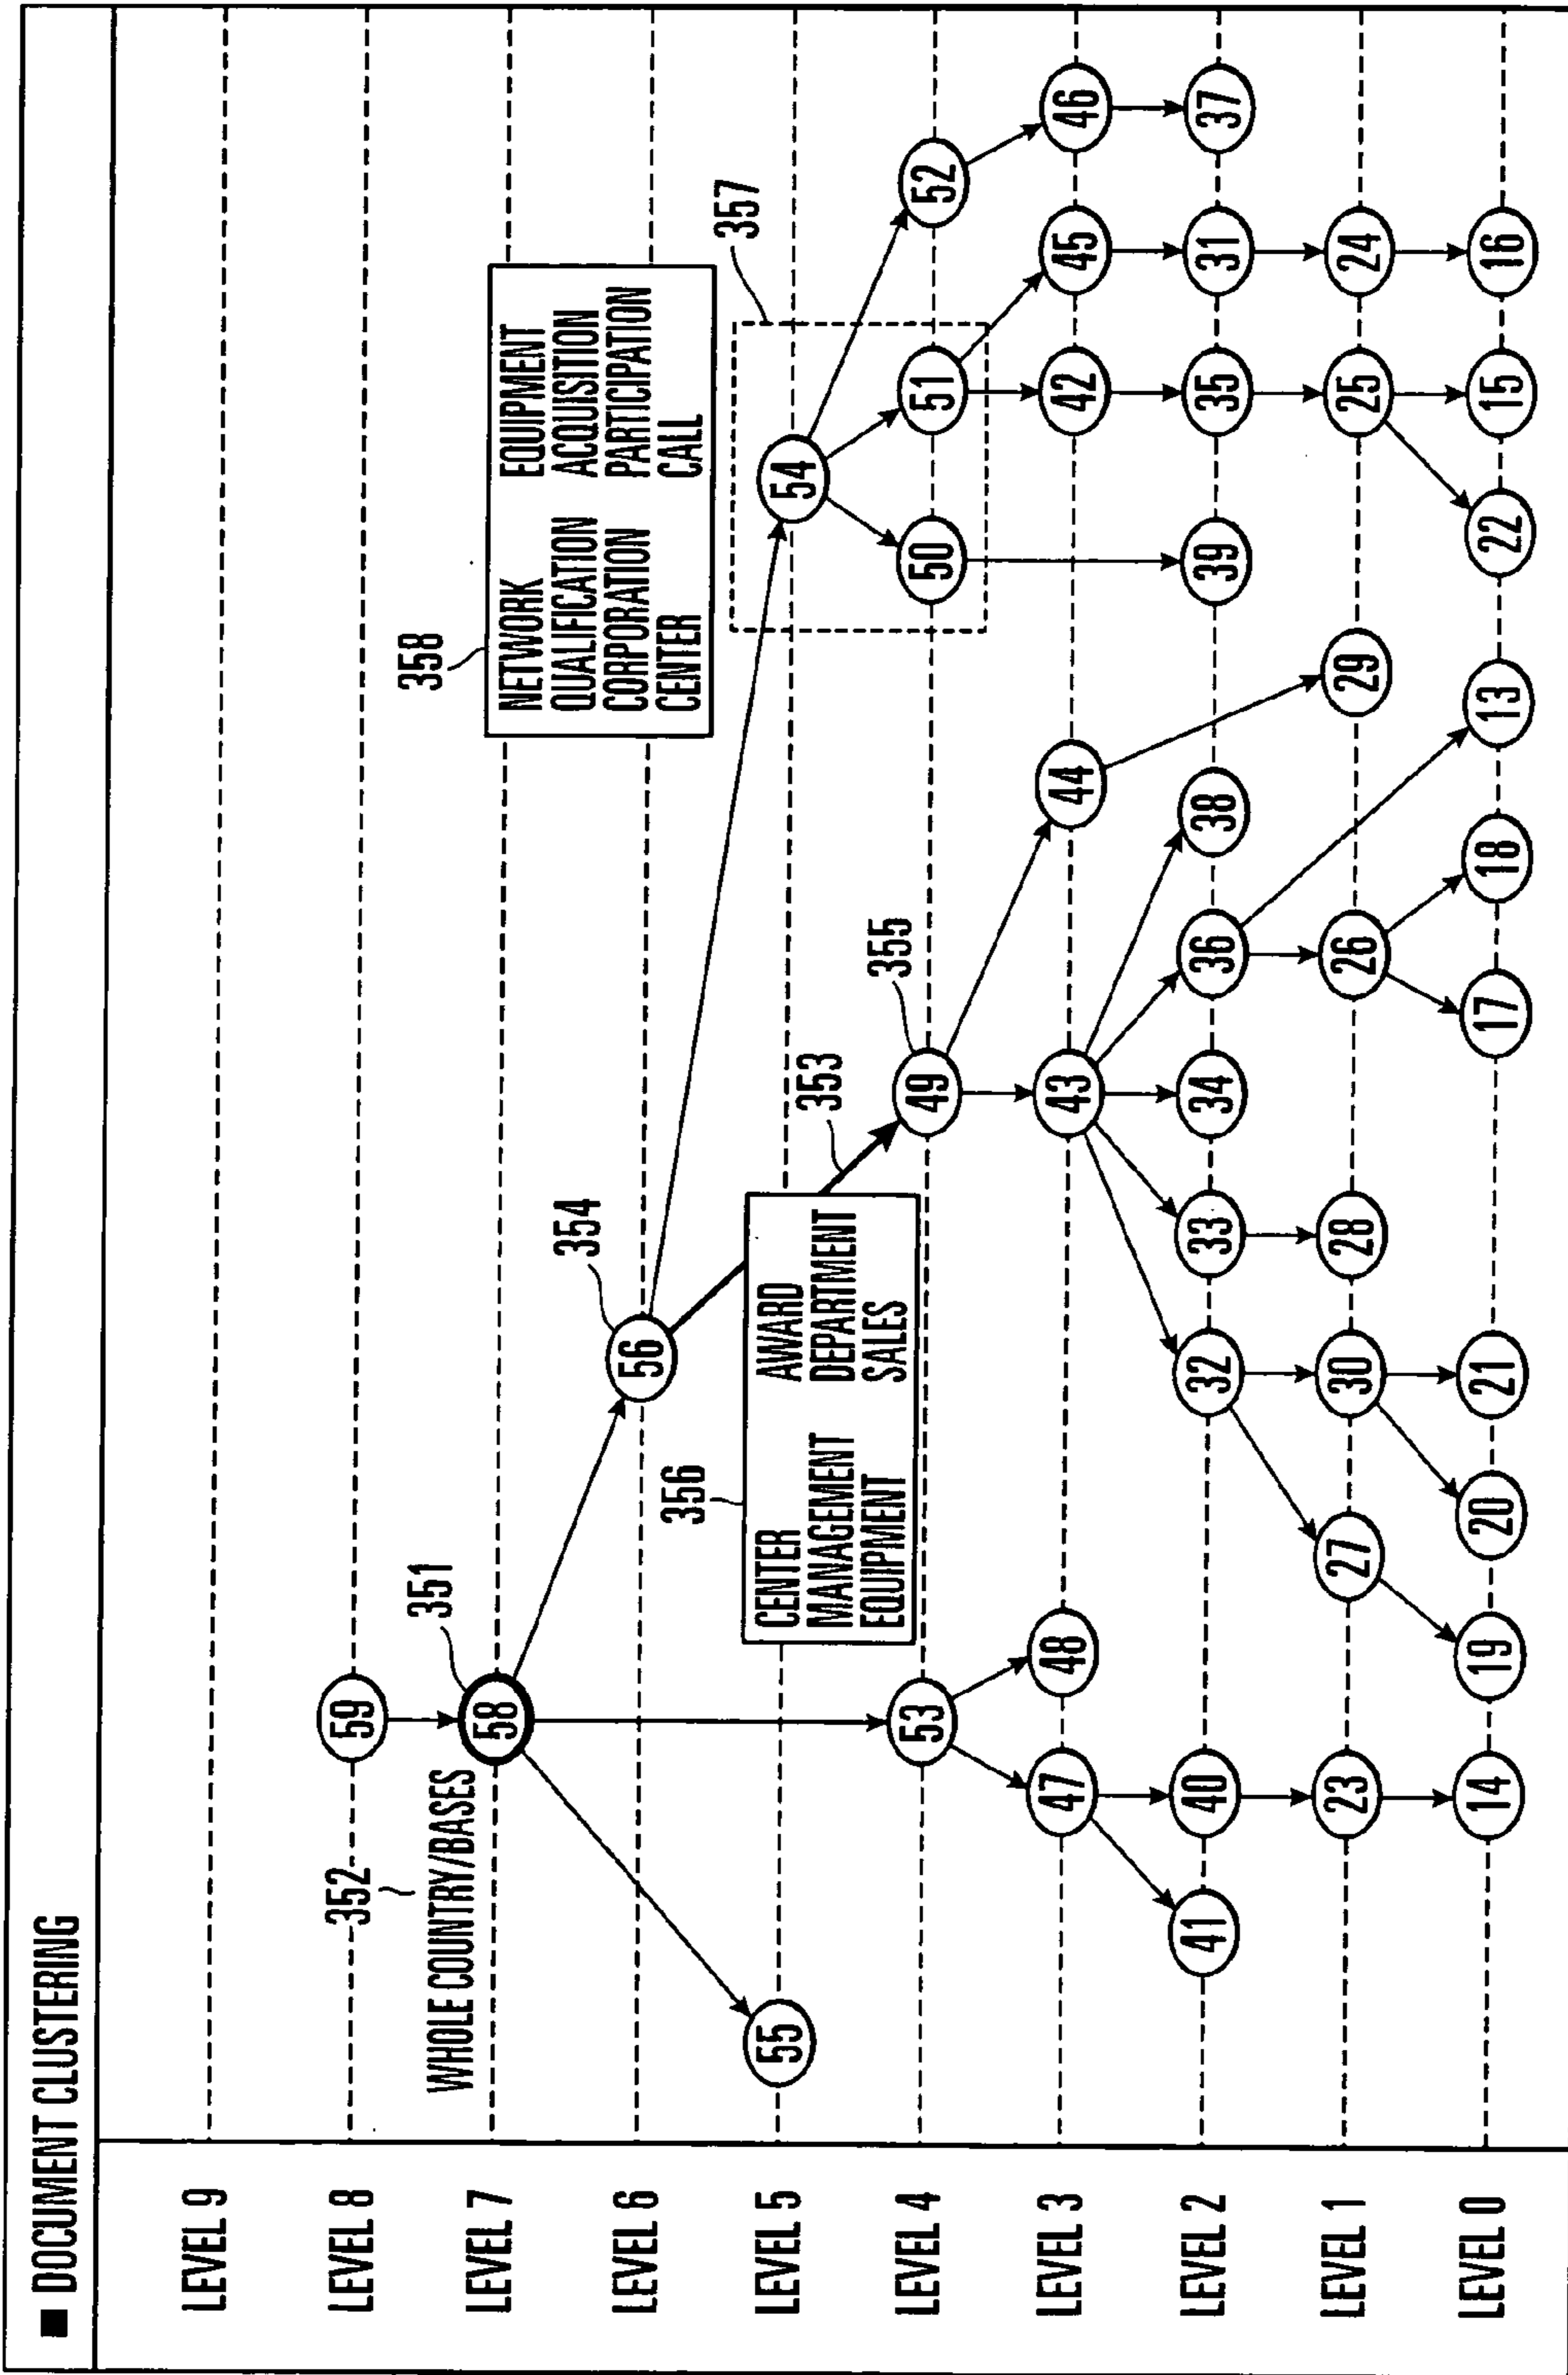 ■ DOCUMENT CLUSTERING
LEVEL 9
LEVEL 8
352
59
LEVEL 7
WHOLE COUNTRY/BASES
58
351
LEVEL 6
56
354
358
NETWORK EQUIPMENT
QUALIFICATION ACQUISITION
CORPORATION PARTICIPATION
CENTER CALL
LEVEL 5
55
356
CENTER AWARD
MANAGEMENT DEPARTMENT
EQUIPMENT SALES
353
54
357
LEVEL 4
53
49
355
50
51
52
LEVEL 3
47
48
43
44
42
45
46
LEVEL 2
41
40
32
33
34
36
38
39
35
31
37
LEVEL 1
23
27
30
28
26
29
25
24
LEVEL 0
14
19
20
21
17
18
13
22
15
16